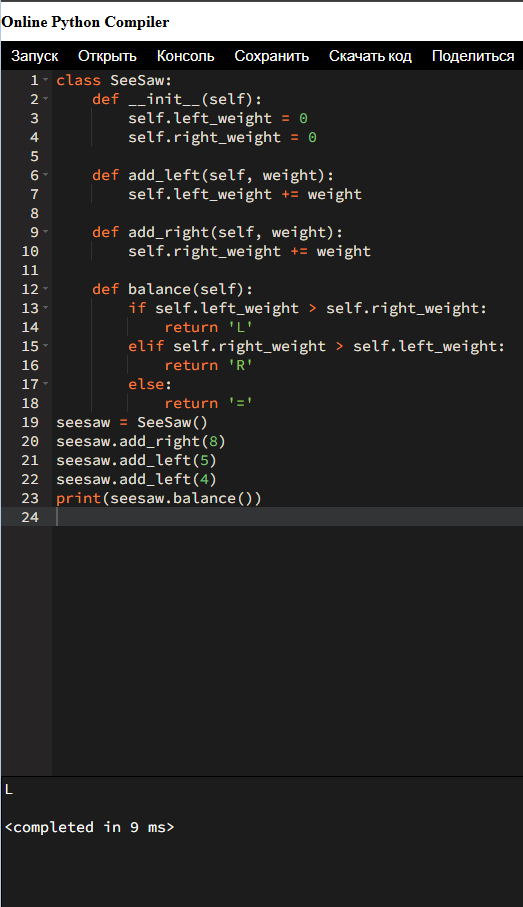 Online Python Compiler
Запуск Открыть Консоль Сохранить Скачать код Поделиться
1 class SeeSaw:
2     def __init__(self):
3         self.left_weight = 0
4         self.right_weight = 0
5
6     def add_left(self, weight):
7         self.left_weight += weight
8
9     def add_right(self, weight):
10         self.right_weight += weight
11
12     def balance(self):
13         if self.left_weight > self.right_weight:
14             return 'L'
15         elif self.right_weight > self.left_weight:
16             return 'R'
17         else:
18             return '='
19 seesaw = SeeSaw()
20 seesaw.add_right(8)
21 seesaw.add_left(5)
22 seesaw.add_left(4)
23 print(seesaw.balance())
24
L
<completed in 9 ms>